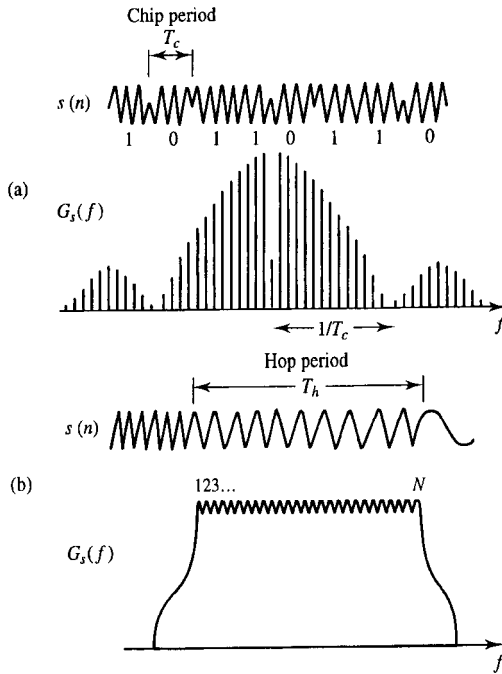 Chip period
T_c
s(n)
1 0 1 1 0 1 1 0
(a)
G_s(f)
1/T_c
f
Hop period
T_h
s(n)
(b)
123... N
G_s(f)
f